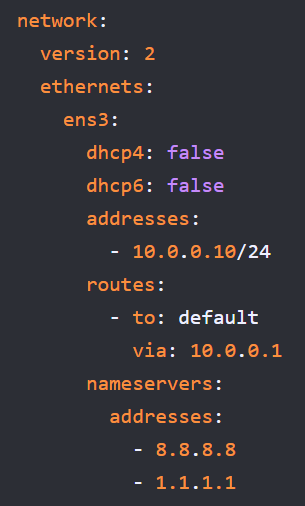 network:
  version: 2
  ethernets:
    ens3:
      dhcp4: false
      dhcp6: false
      addresses:
        - 10.0.0.10/24
      routes:
        - to: default
          via: 10.0.0.1
      nameservers:
        addresses:
          - 8.8.8.8
          - 1.1.1.1